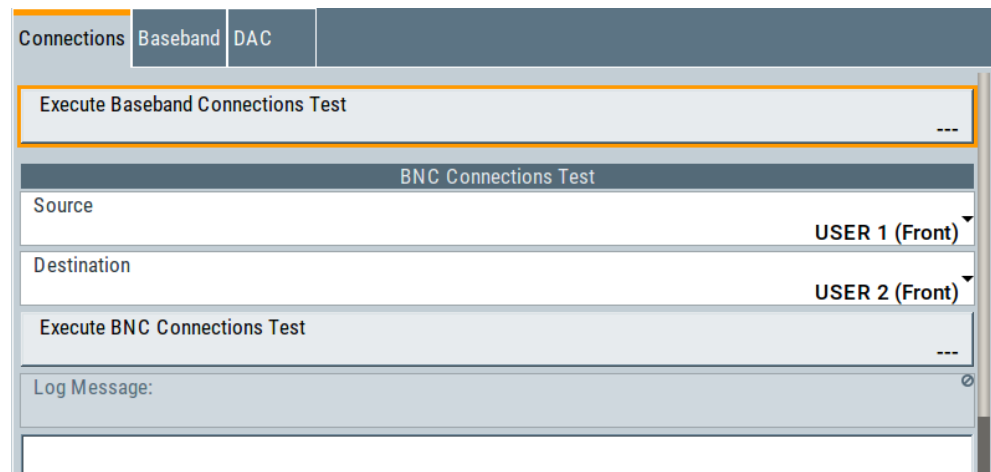 Connections Baseband DAC
Execute Baseband Connections Test
---
BNC Connections Test
Source
USER 1 (Front)
Destination
USER 2 (Front)
Execute BNC Connections Test
---
Log Message: